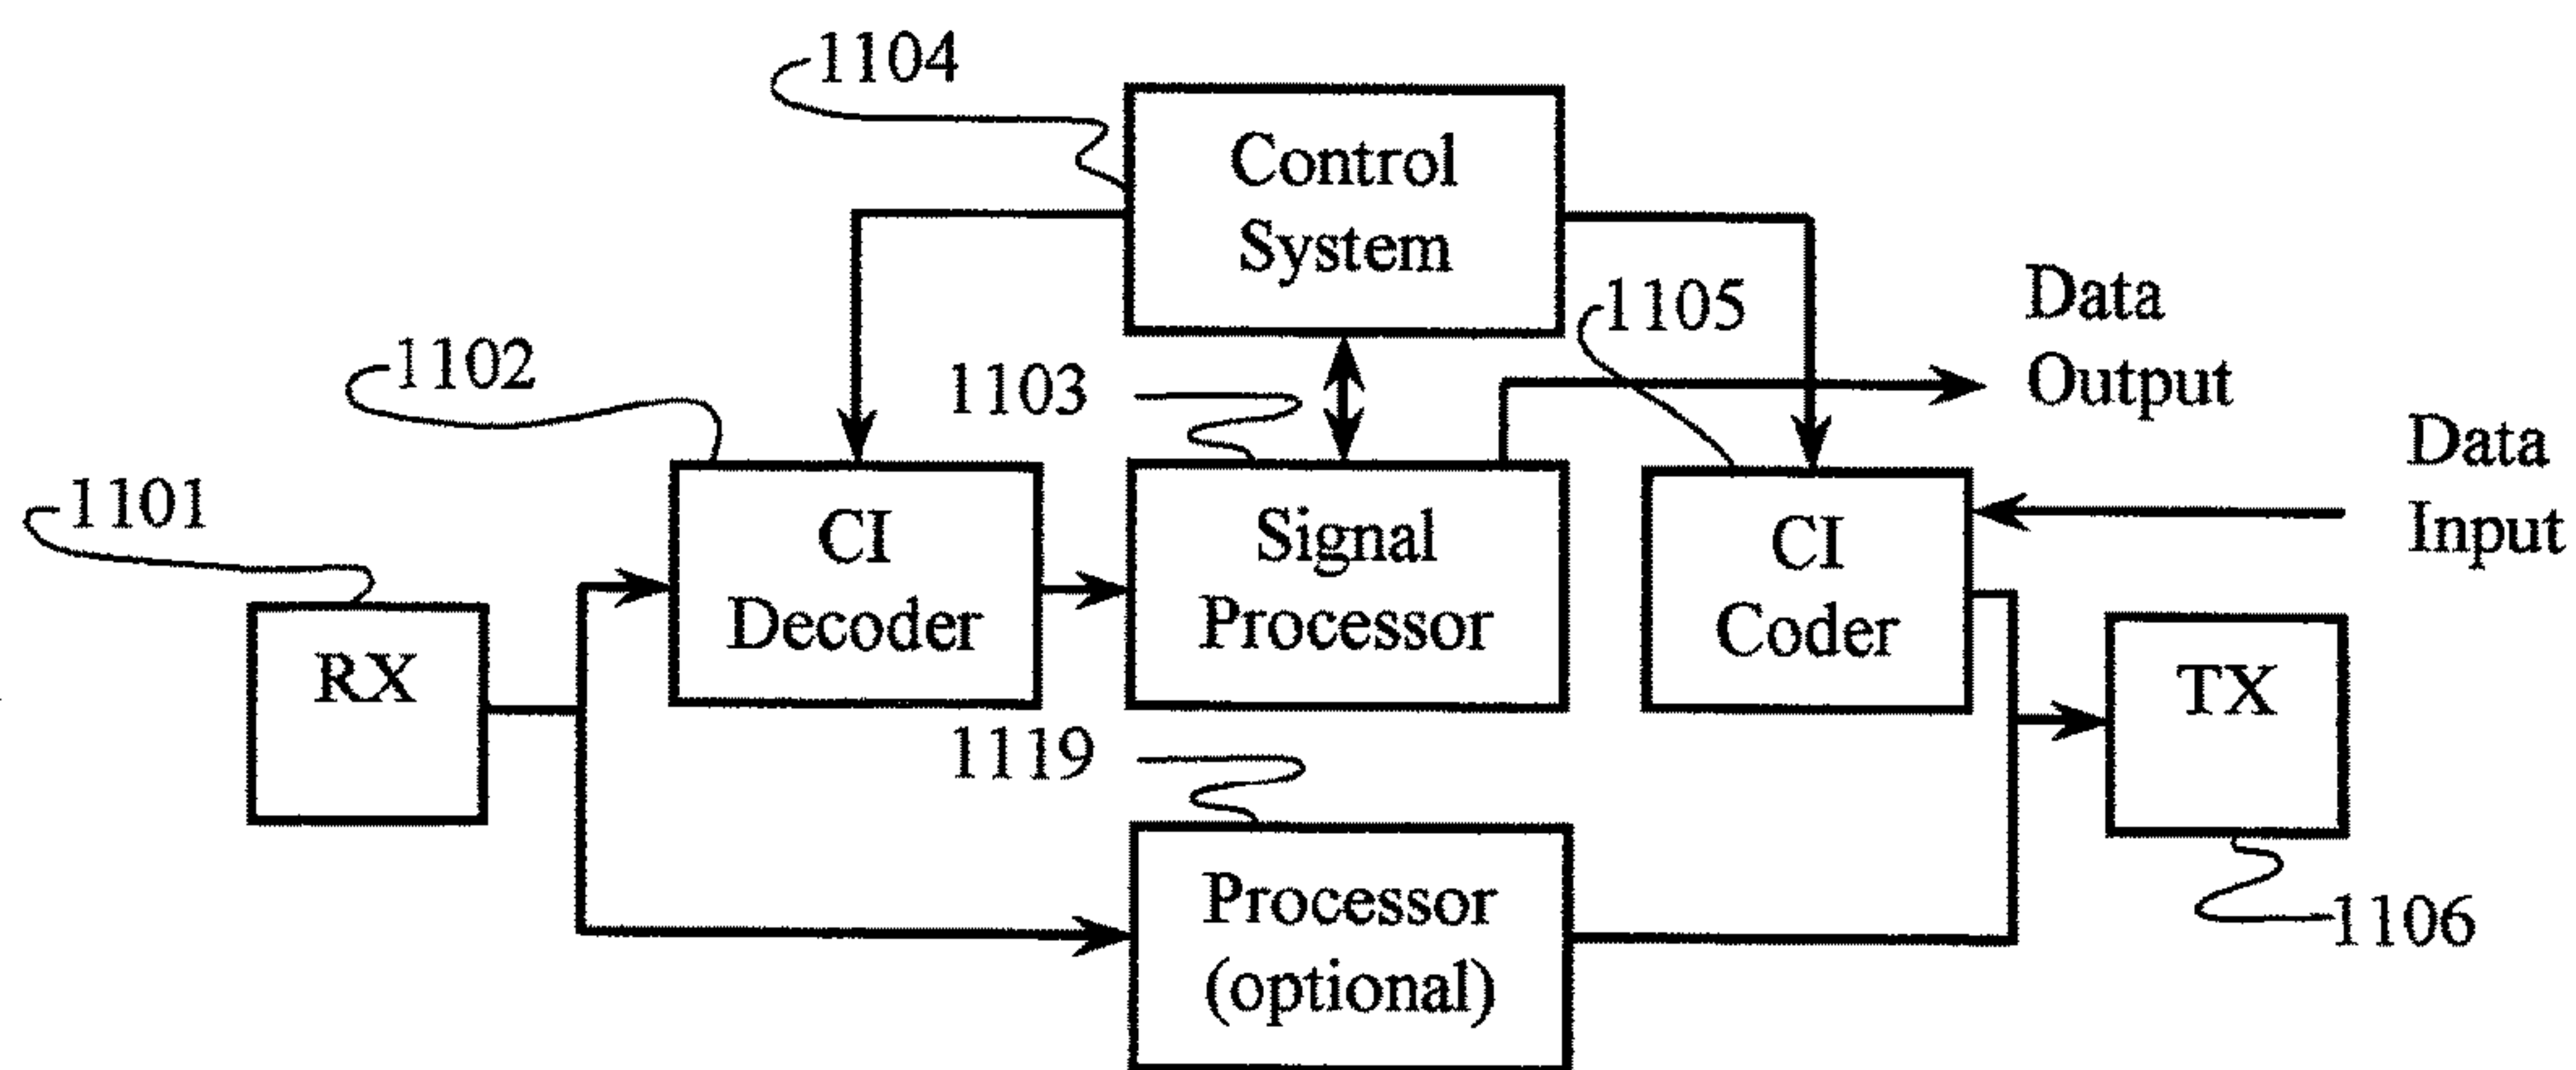 1104
Control
System
1105
Data
Output
1102
1103
Data
Input
1101
CI
Decoder
Signal
Processor
CI
Coder
RX
TX
1119
Processor
(optional)
1106